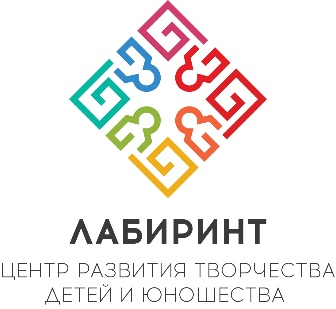 ЛАБИРИНТ
ЦЕНТР РАЗВИТИЯ ТВОРЧЕСТВА
ДЕТЕЙ И ЮНОШЕСТВА